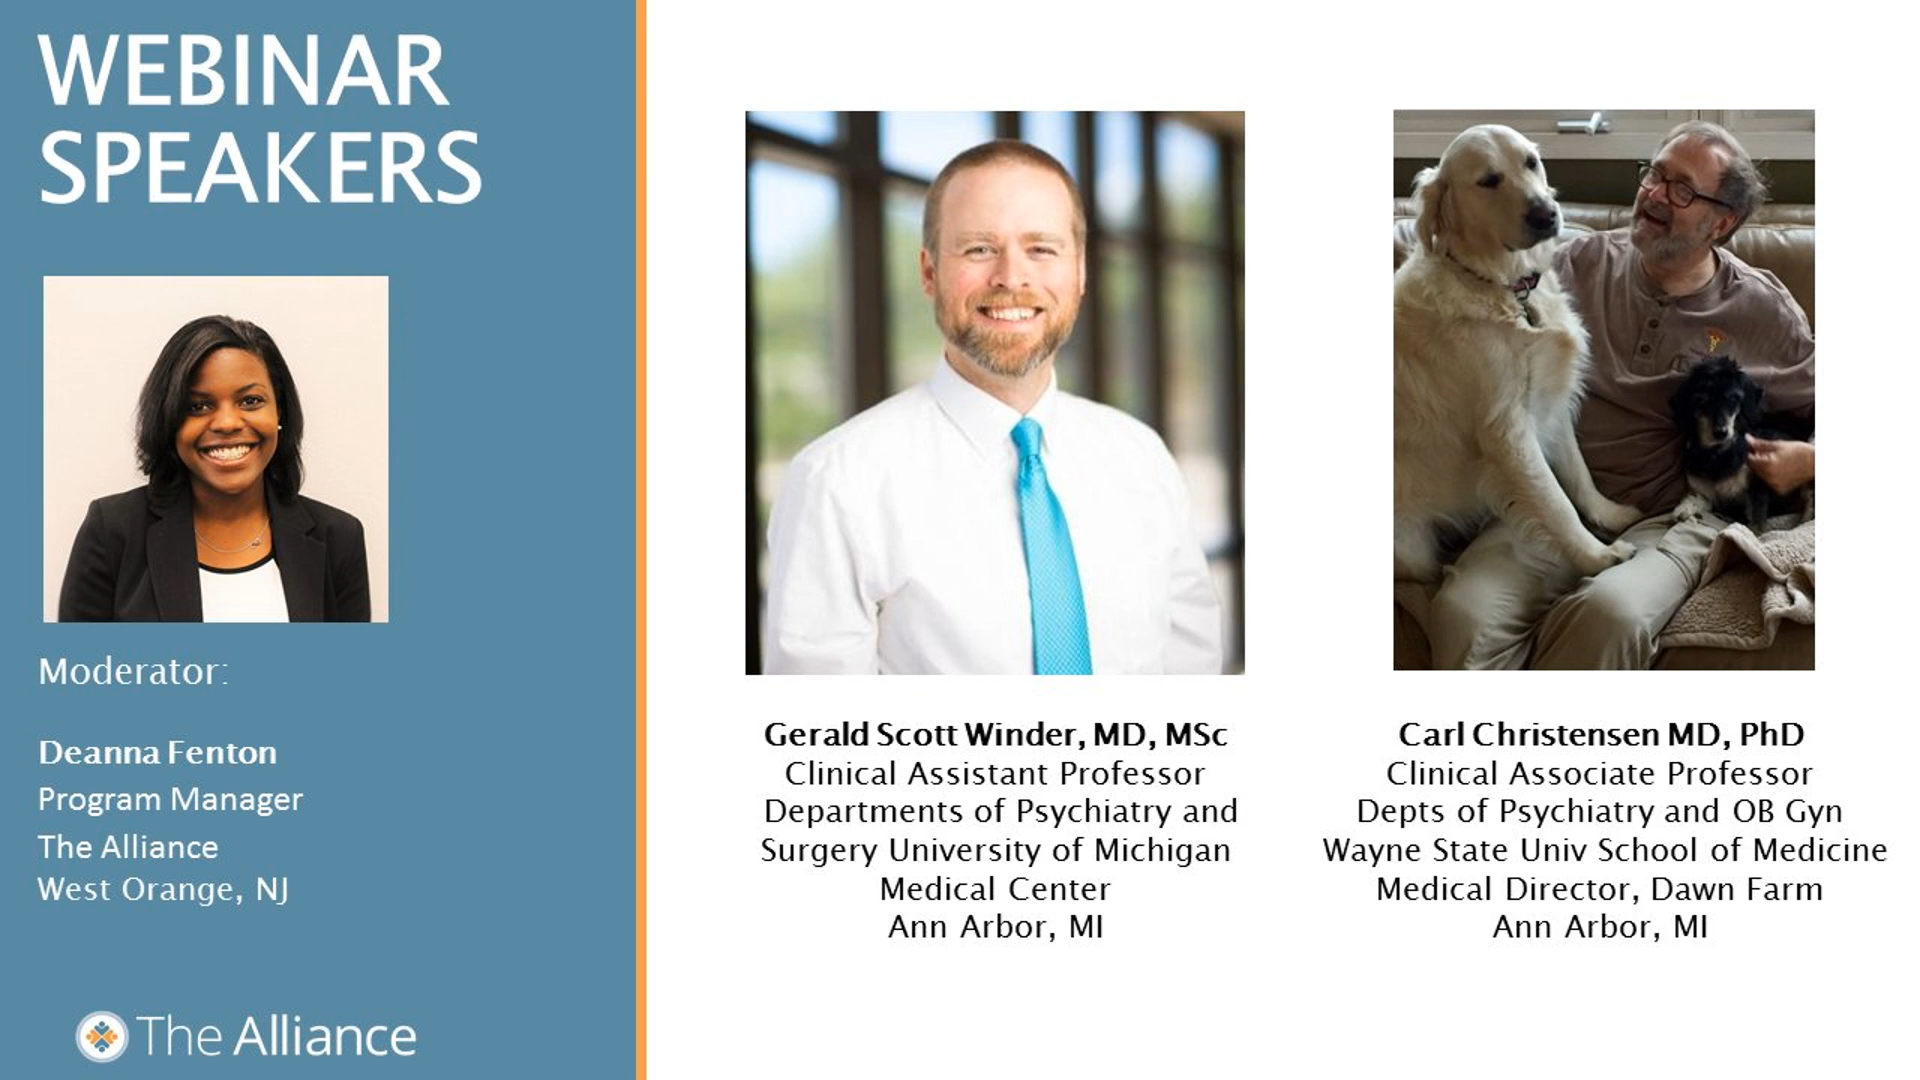 WEBINAR
SPEAKERS
Moderator:
Deanna Fenton
Program Manager
The Alliance
West Orange, NJ
The Alliance
Gerald Scott Winder, MD, MSc
Clinical Assistant Professor
Departments of Psychiatry and
Surgery University of Michigan
Medical Center
Ann Arbor, MI
Carl Christensen MD, PhD
Clinical Associate Professor
Depts of Psychiatry and OB Gyn
Wayne State Univ School of Medicine
Medical Director, Dawn Farm
Ann Arbor, MI